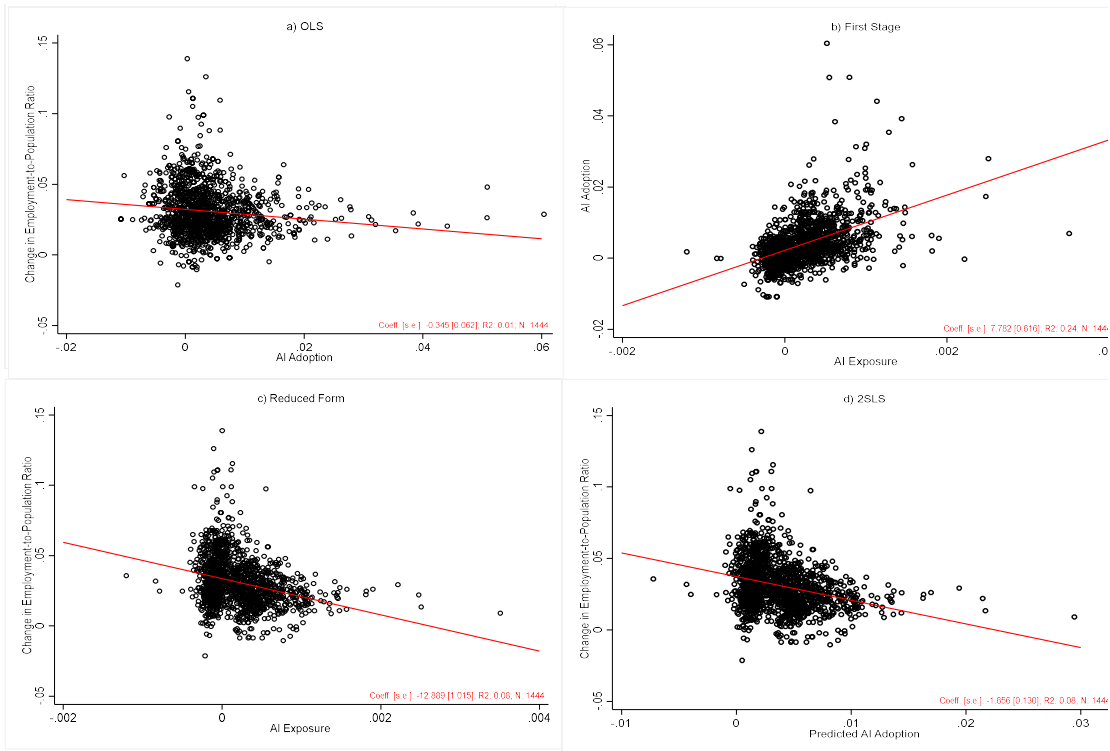 a) OLS
.15
.1
.05
0
-.05
Change in Employment-to-Population Ratio
Coeff. [s.e.]: -0.345 [0.062]; R2: 0.01; N: 1444
-.02
0
.02
.04
.06
AI Adoption
b) First Stage
.06
.04
.02
0
-.02
AI Adoption
Coeff. [s.e.]: 7.782 [0.616]; R2: 0.24; N: 1444
-.002
0
.002
.0
AI Exposure
c) Reduced Form
.15
.1
.05
0
-.05
Change in Employment-to-Population Ratio
Coeff. [s.e.]: -12.889 [1.015]; R2: 0.08; N: 1444
-.002
0
.002
.004
AI Exposure
d) 2SLS
.15
.1
.05
0
-.05
Change in Employment-to-Population Ratio
Coeff. [s.e.]: -1.656 [0.130]; R2: 0.08; N: 1444
-.01
0
.01
.02
.03
Predicted AI Adoption